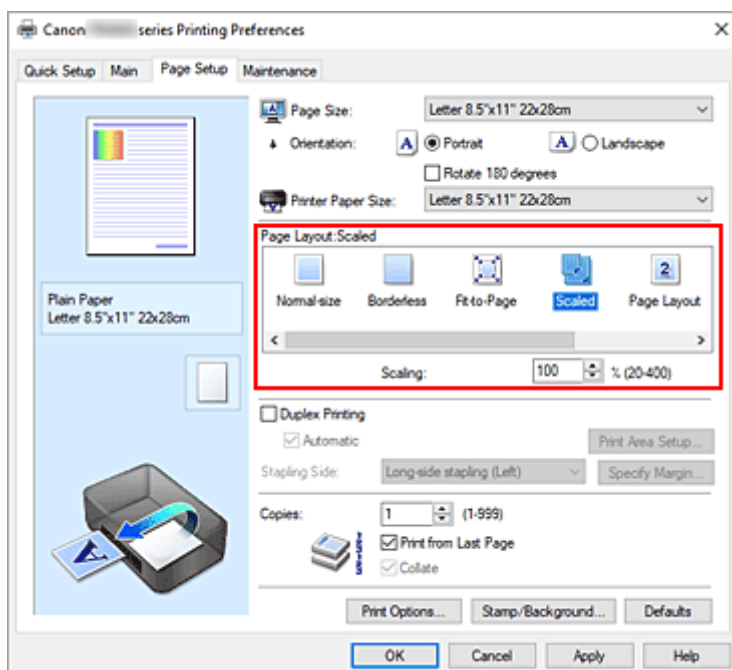 Canon series Printing Preferences
Quick Setup Main Page Setup Maintenance
Page Size: Letter 8.5"x11" 22x28cm
Orientation: A Portrait A Landscape
Rotate 180 degrees
Printer Paper Size: Letter 8.5"x11" 22x28cm
Page Layout:Scaled
Normal-size Borderless Fit-to-Page Scaled 2 Page Layout
Scaling: 100 % (20-400)
Plain Paper
Letter 8.5"x11" 22x28cm
Duplex Printing
Automatic Print Area Setup...
Stapling Side: Long-side stapling (Left) Specify Margin...
Copies: 1 (1-999)
Print from Last Page
Collate
A
Print Options... Stamp/Background... Defaults
OK Cancel Apply Help